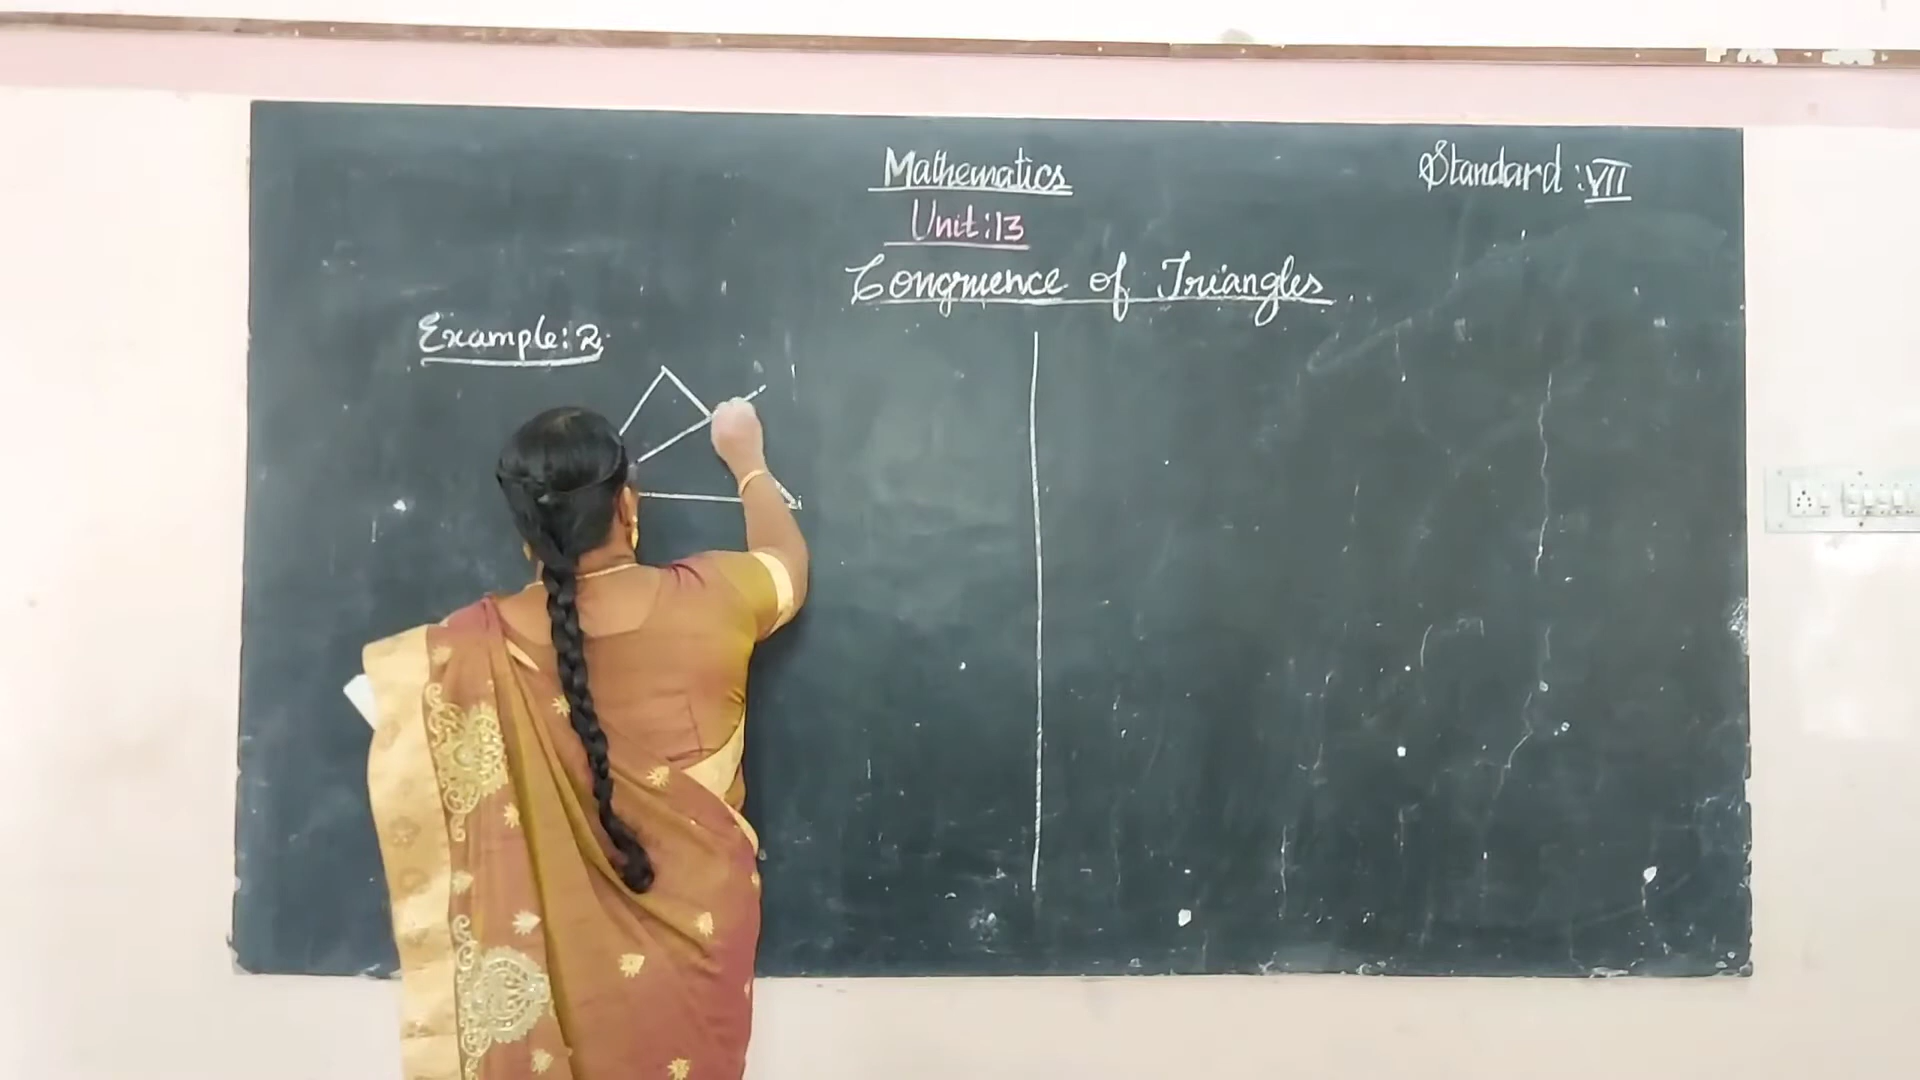 Mathematics
Standard : VII
Unit : 13
Congruence of Triangles
Example : 2